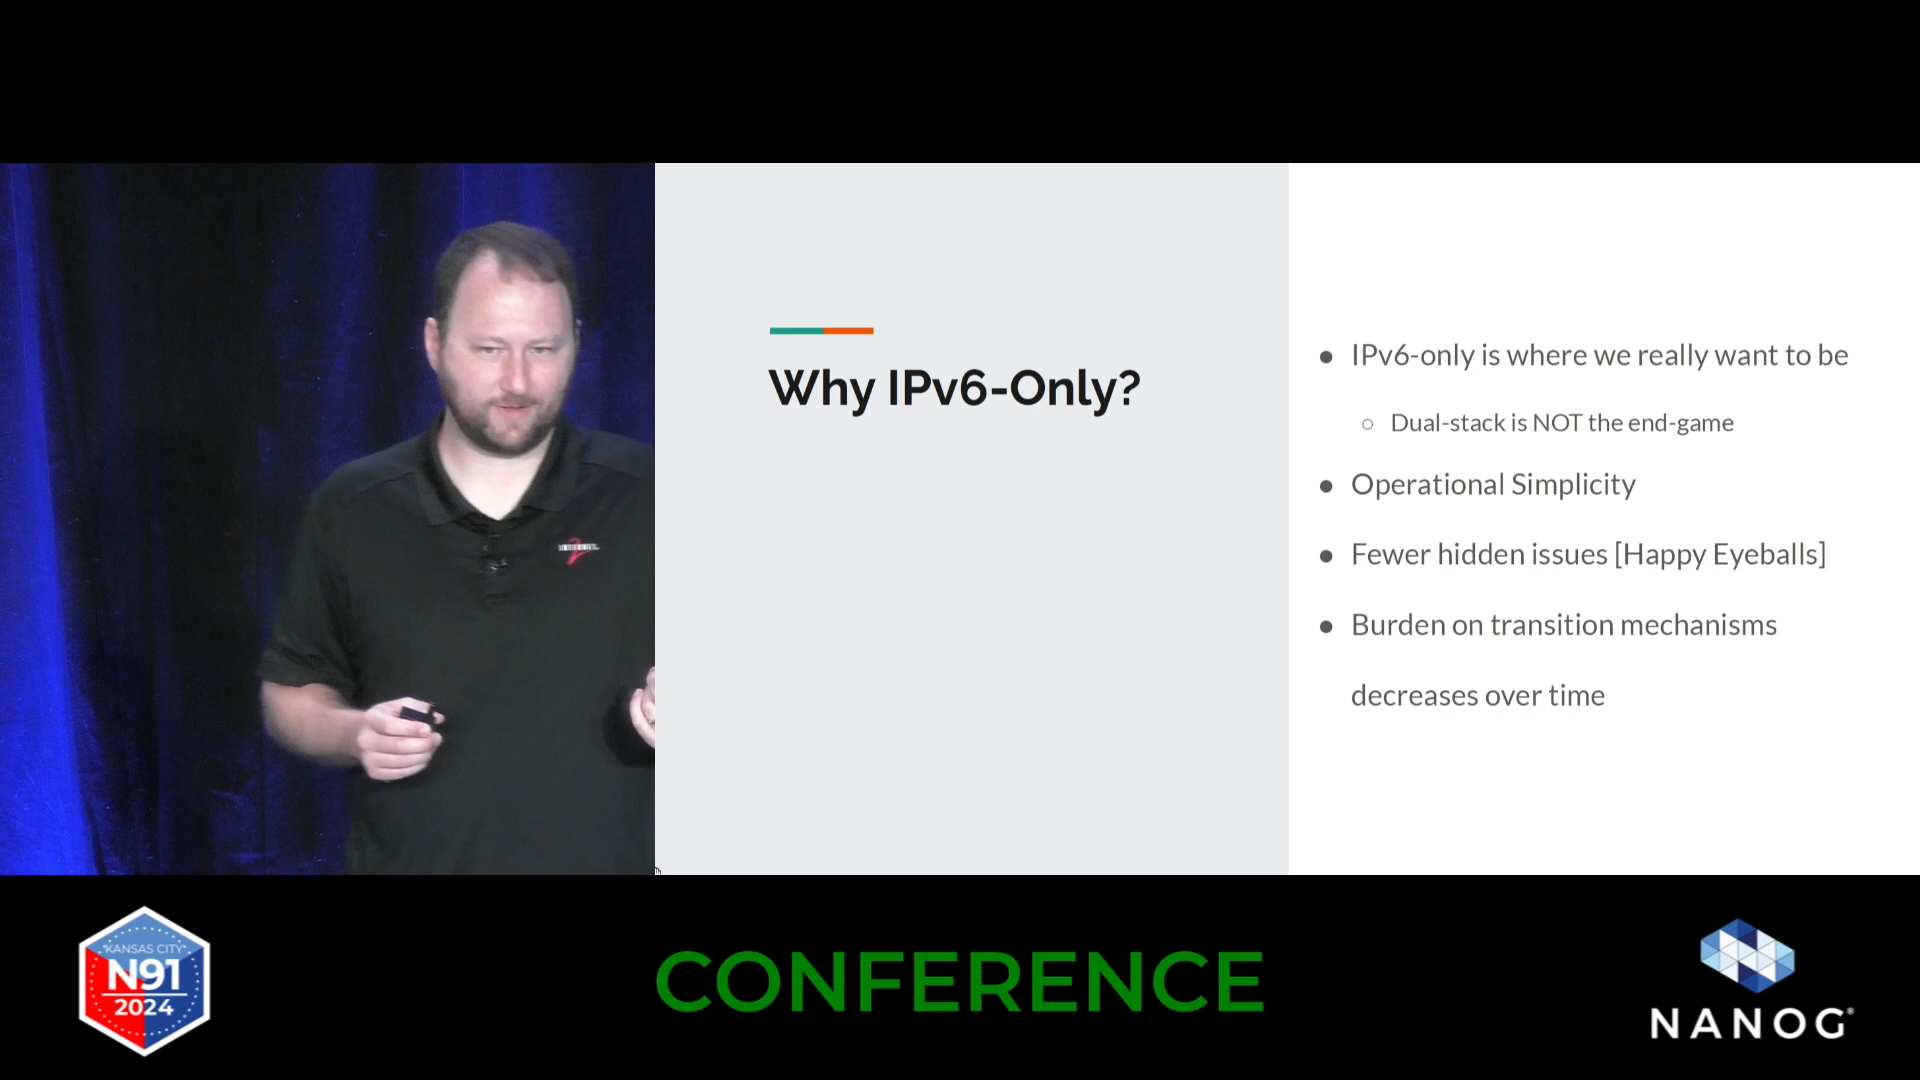 Why IPv6-Only?
● IPv6-only is where we really want to be
○ Dual-stack is NOT the end-game
● Operational Simplicity
● Fewer hidden issues [Happy Eyeballs]
● Burden on transition mechanisms
decreases over time
KANSAS CITY
N91
2024
CONFERENCE
NANOG®